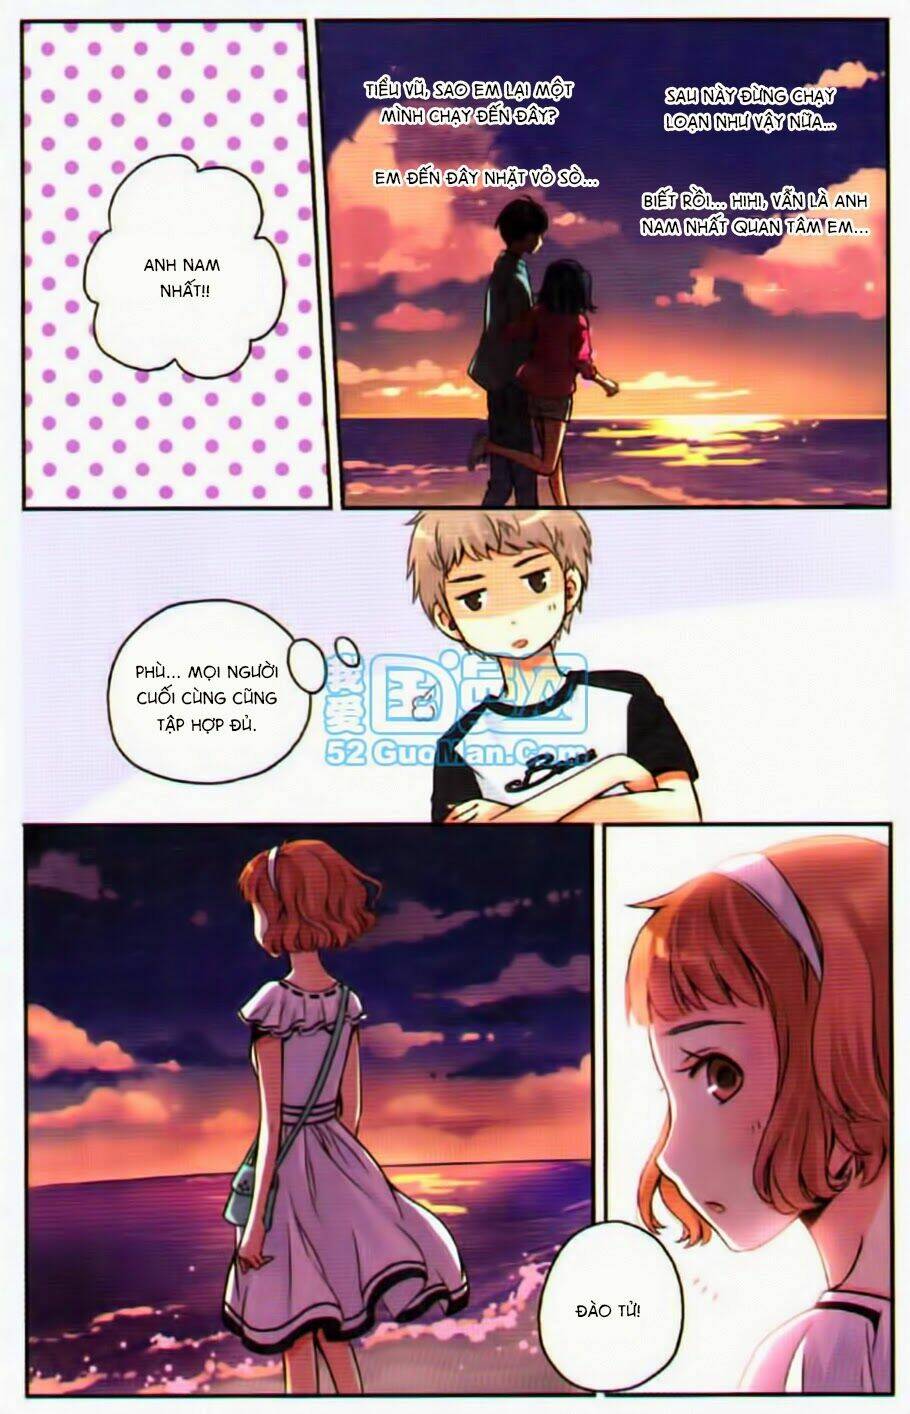 ANH NAM
NHẤT!!
TIỂU VŨ, SAO EM LẠI MỘT
MÌNH CHẠY ĐẾN ĐÂY?
EM ĐẾN ĐÂY NHẶT VỎ SÒ...
SAU NÀY ĐỪNG CHẠY
LOẠN NHƯ VẬY NỮA...
BIẾT RỒI... HIHI, VẪN LÀ ANH
NAM NHẤT QUAN TÂM EM...
PHÙ... MỌI NGƯỜI
CUỐI CÙNG CŨNG
TẬP HỢP ĐỦ.
我爱国漫网
52GuoMan.Com
ĐÀO TỬ!